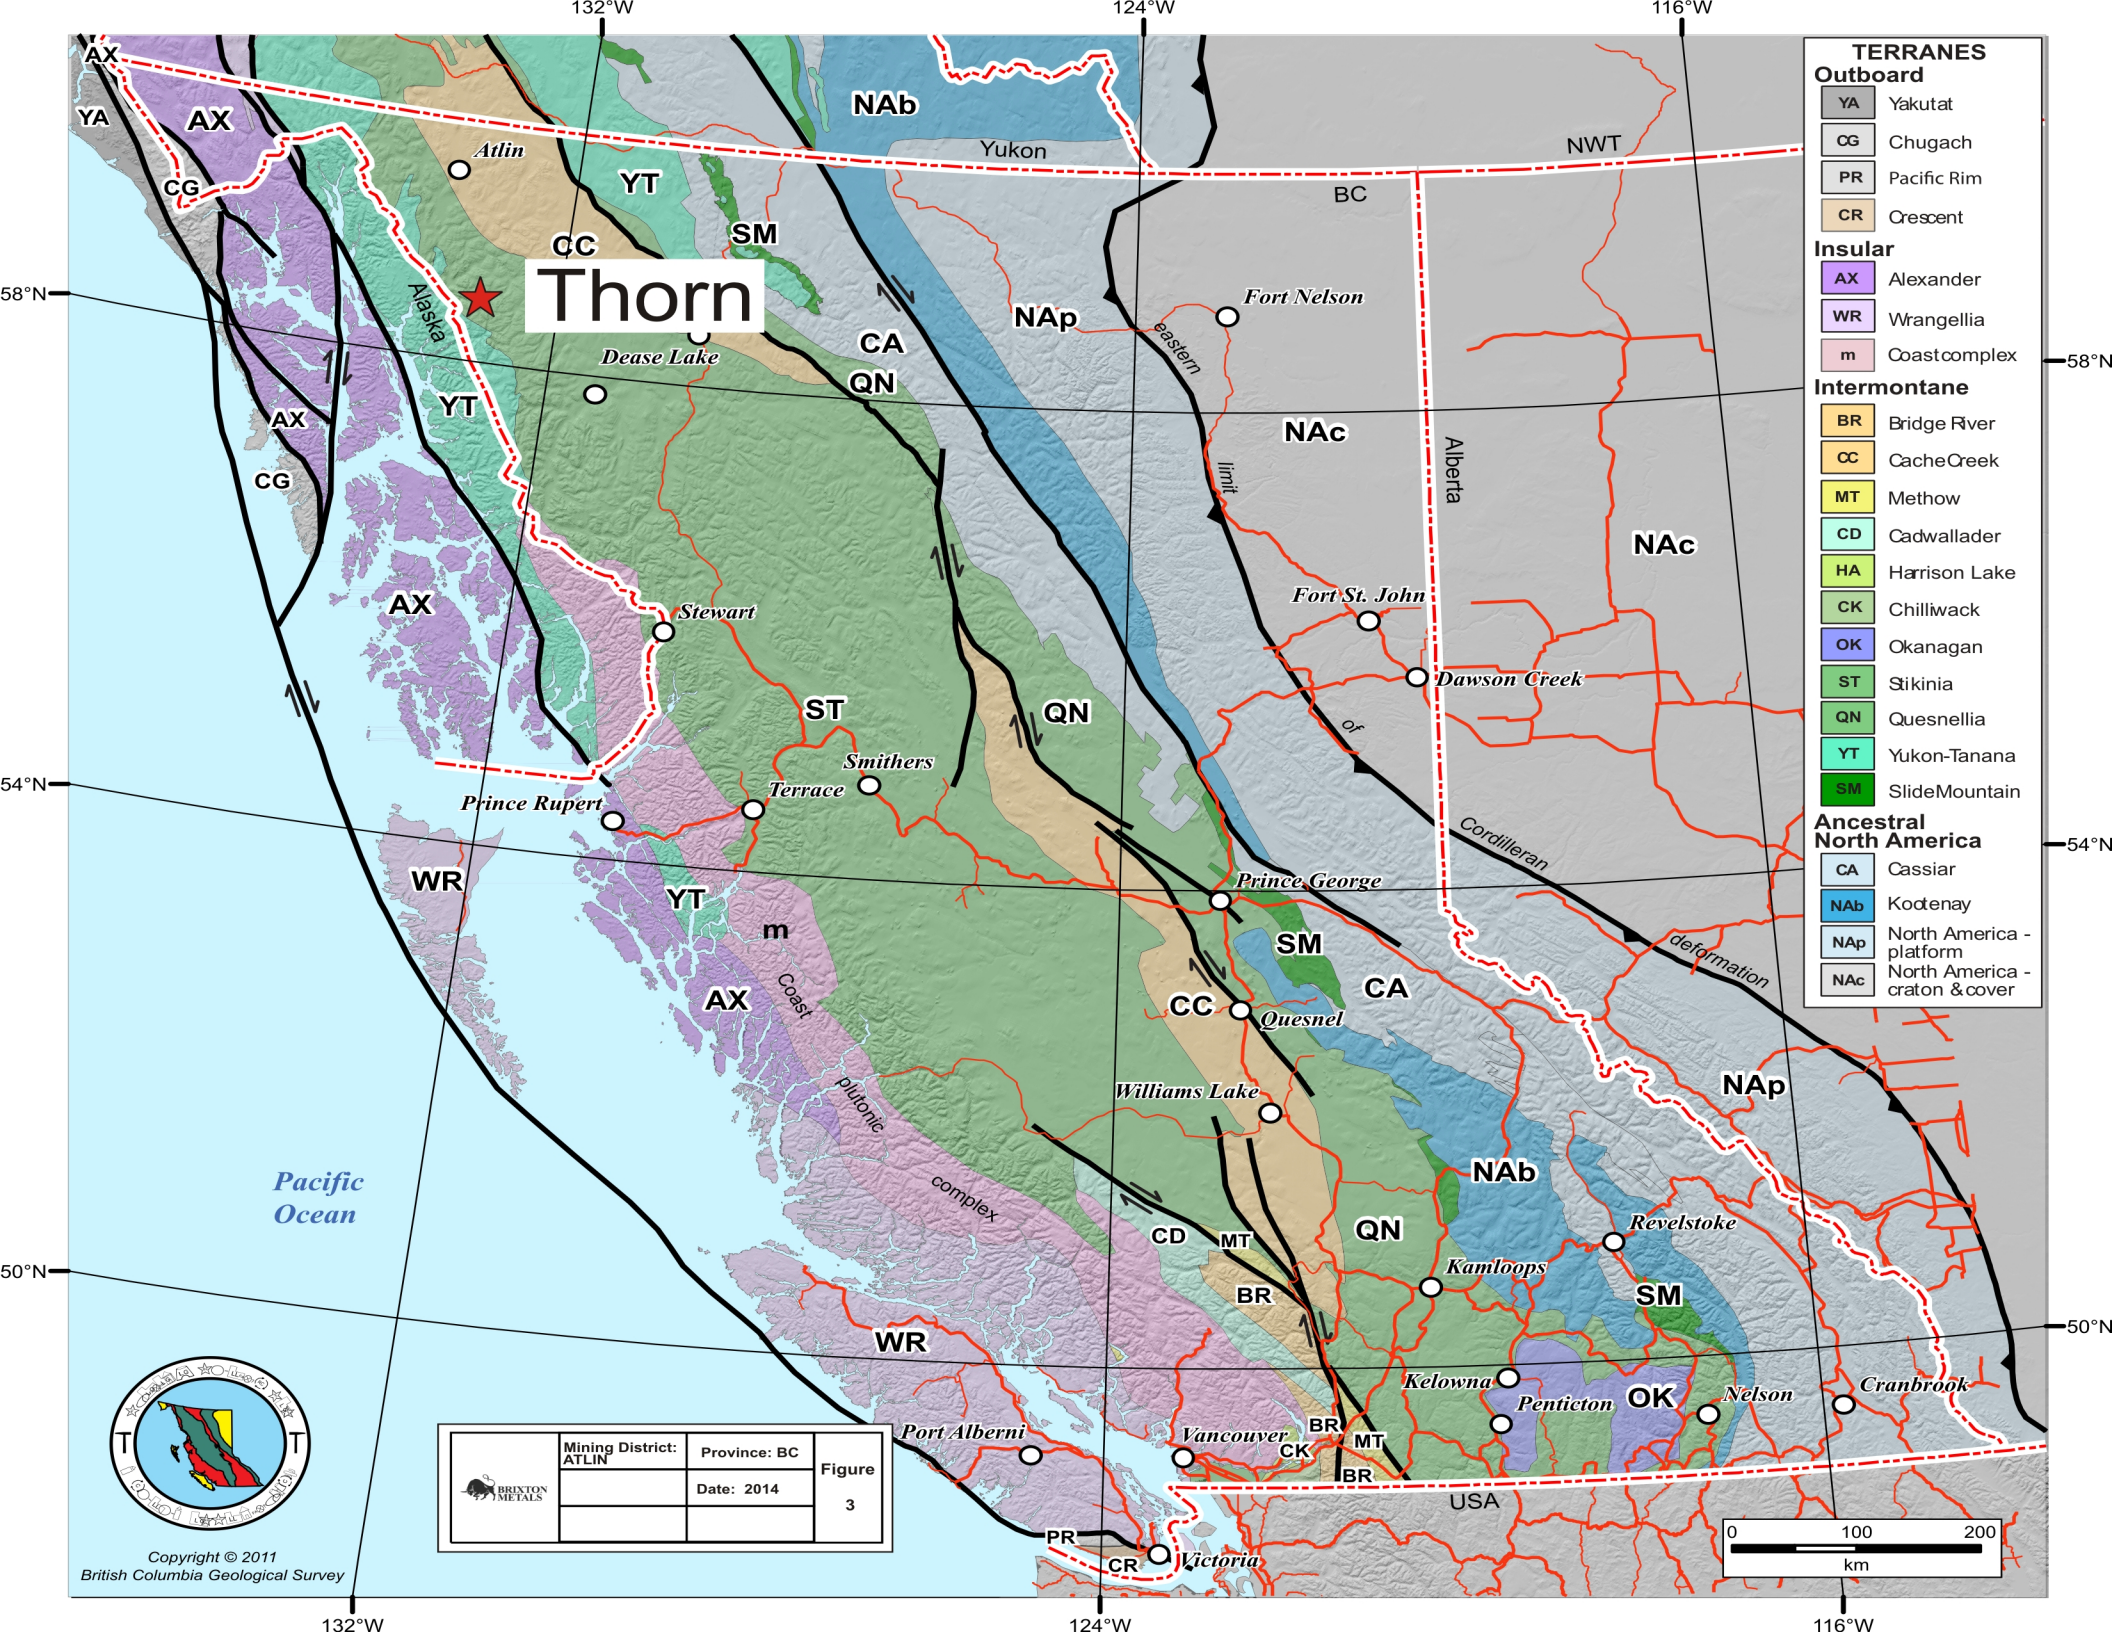 132°W
124°W
116°W
AX
YA
AX
CG
Atlin
YT
NAb
Yukon
NWT
BC
CC
SM
58°N
Thorn
Alaska
Dease Lake
CA
QN
NAp
Fort Nelson
eastern
58°N
YT
AX
CG
NAc
limit
Alberta
NAc
AX
Stewart
Fort St. John
Dawson Creek
ST
QN
of
Smithers
54°N
Prince Rupert
Terrace
Cordilleran
54°N
WR
YT
m
Prince George
SM
deformation
AX
Coast
CC
CA
Quesnel
plutonic
Williams Lake
NAp
complex
NAb
Pacific
Ocean
CD
MT
QN
Revelstoke
50°N
BR
Kamloops
SM
50°N
WR
Kelowna
Penticton
OK
Nelson
Cranbrook
Port Alberni
Vancouver
CK
BR
MT
BR
USA
PR
CR
Victoria
TERRANES
Outboard
YA Yakutat
CG Chugach
PR Pacific Rim
CR Crescent
Insular
AX Alexander
WR Wrangellia
m Coast complex
Intermontane
BR Bridge River
CC Cache Creek
MT Methow
CD Cadwallader
HA Harrison Lake
CK Chilliwack
OK Okanagan
ST Stikinia
QN Quesnellia
YT Yukon-Tanana
SM Slide Mountain
Ancestral
North America
CA Cassiar
NAb Kootenay
NAp North America -
platform
NAc North America -
craton & cover
BRIXTON
METALS
Mining District:
ATLIN
Province: BC
Date: 2014
Figure
3
0 100 200
km
Copyright © 2011
British Columbia Geological Survey
132°W
124°W
116°W